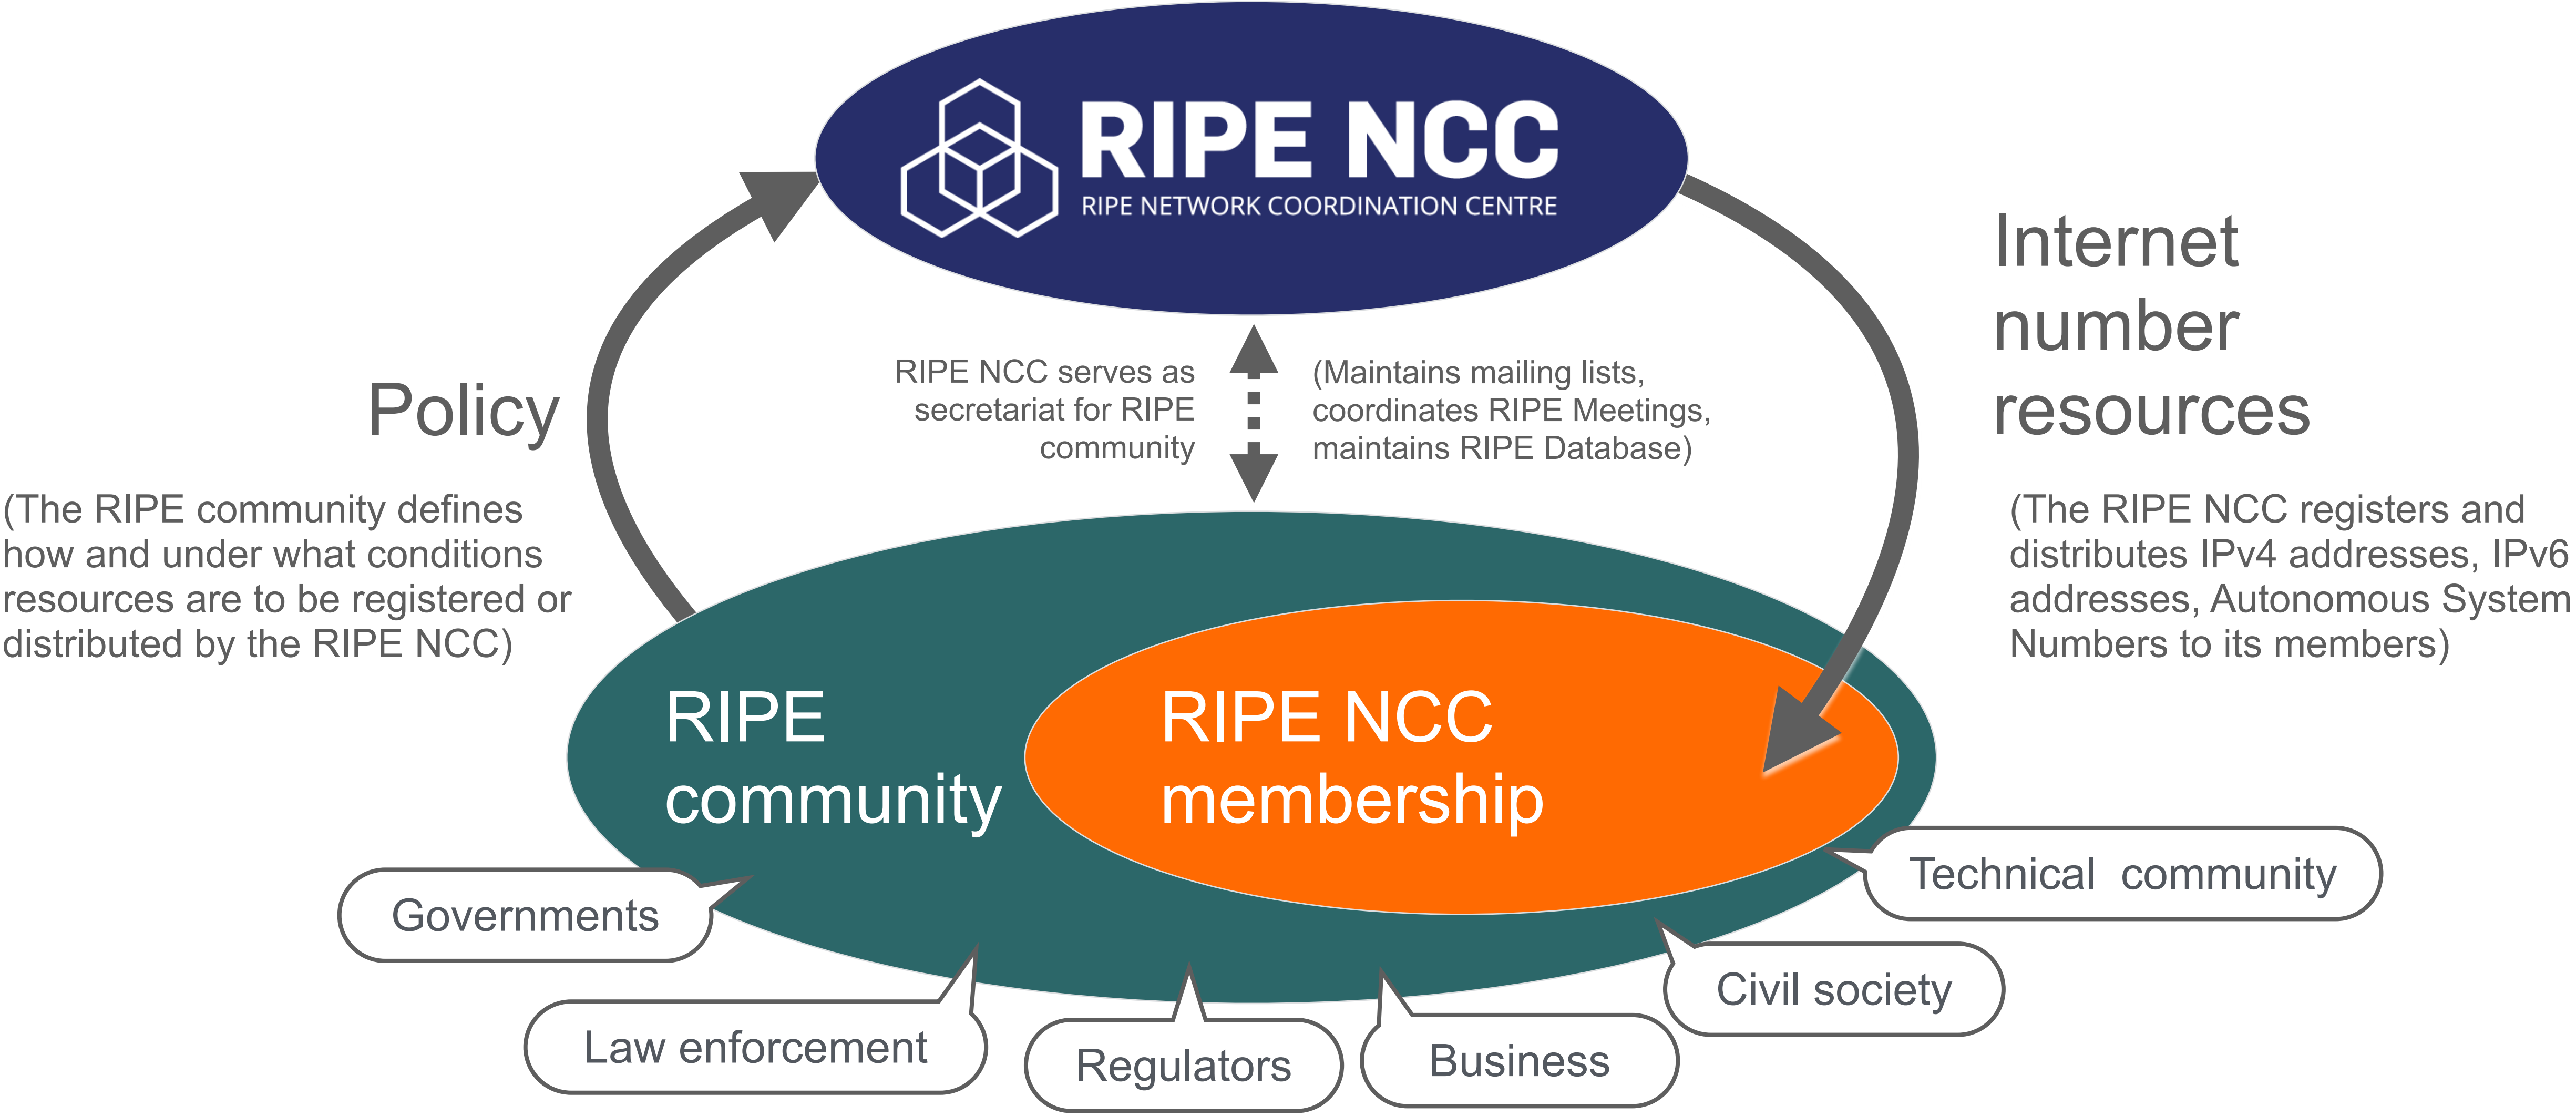 RIPE NCC
RIPE NETWORK COORDINATION CENTRE
Policy
(The RIPE community defines
how and under what conditions
resources are to be registered or
distributed by the RIPE NCC)
RIPE NCC serves as
secretariat for RIPE
community
(Maintains mailing lists,
coordinates RIPE Meetings,
maintains RIPE Database)
Internet
number
resources
(The RIPE NCC registers and
distributes IPv4 addresses, IPv6
addresses, Autonomous System
Numbers to its members)
RIPE
community
RIPE NCC
membership
Governments
Law enforcement
Regulators
Business
Civil society
Technical community